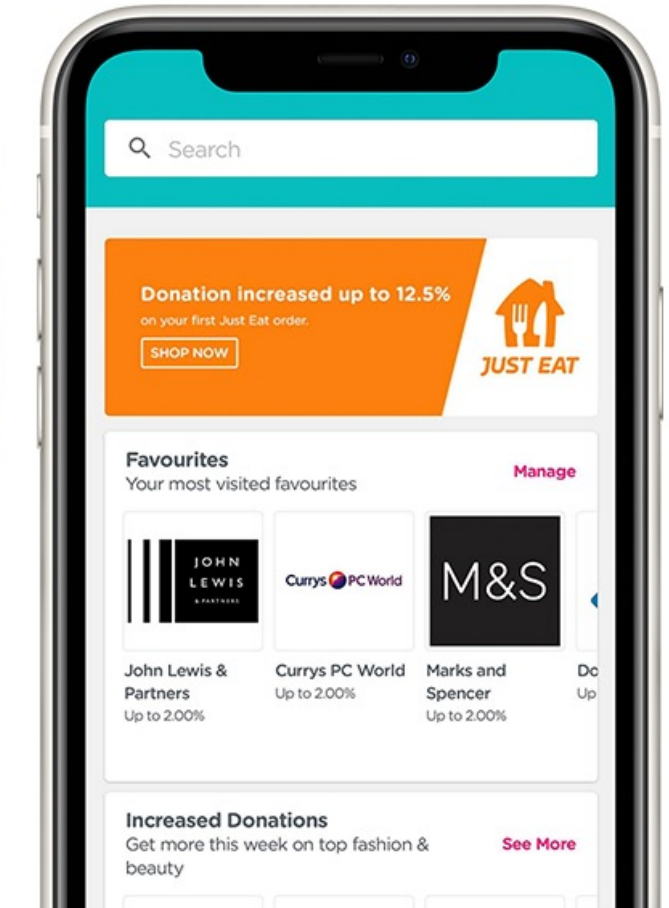 Search
Donation increased up to 12.5%
on your first Just Eat order.
SHOP NOW
JUST EAT
Favourites
Your most visited favourites
Manage
JOHN
LEWIS
& PARTNERS
Currys PC World
M&S
John Lewis &
Partners
Up to 2.00%
Currys PC World
Up to 2.00%
Marks and
Spencer
Up to 2.00%
Do
Up
Increased Donations
Get more this week on top fashion &
beauty
See More